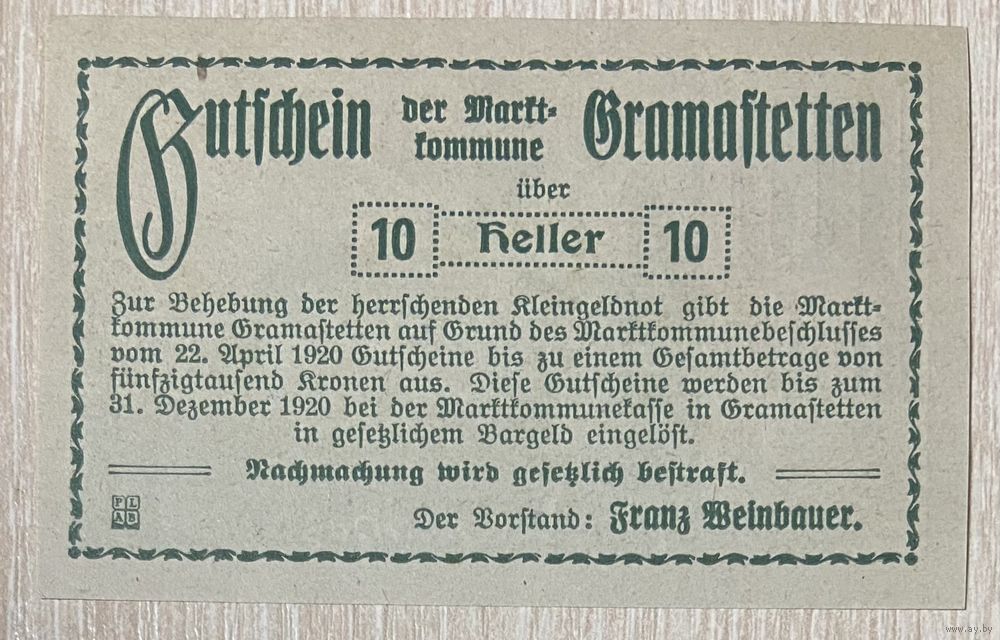 Gutschein der Markt-
kommune Gramastetten
über
10 Heller 10
Zur Behebung der herrschenden Kleingeldnot gibt die Markt-
kommune Gramastetten auf Grund des Marktkommunebeschlusses
vom 22. April 1920 Gutscheine bis zu einem Gesamtbetrage von
fünfzigtausend Kronen aus. Diese Gutscheine werden bis zum
31. Dezember 1920 bei der Marktkommunekasse in Gramastetten
in gesetzlichem Bargeld eingelöst.
Nachmachung wird gesetzlich bestraft.
PL
AB
Der Vorstand: Franz Weinbauer.
www.ay.by